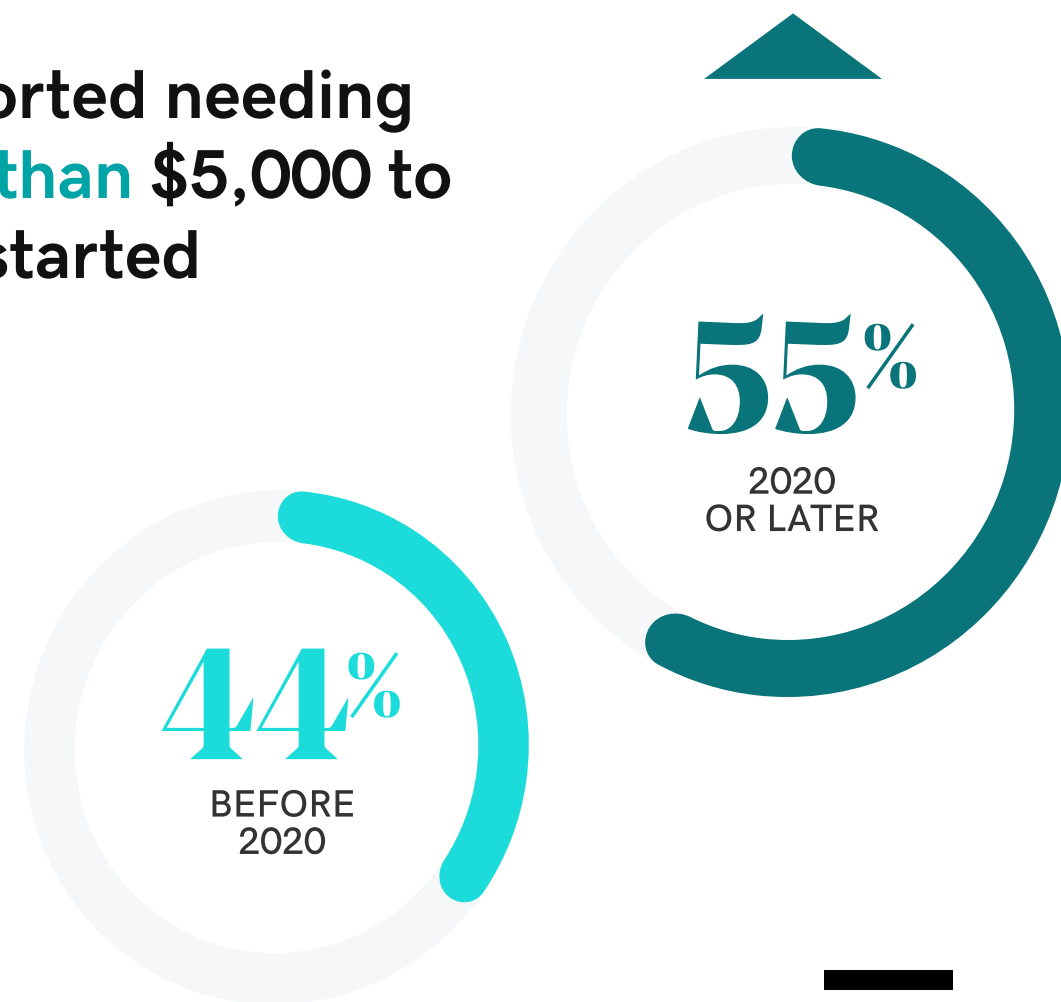 orted needing
than $5,000 to
started
55%
2020
OR LATER
44%
BEFORE
2020